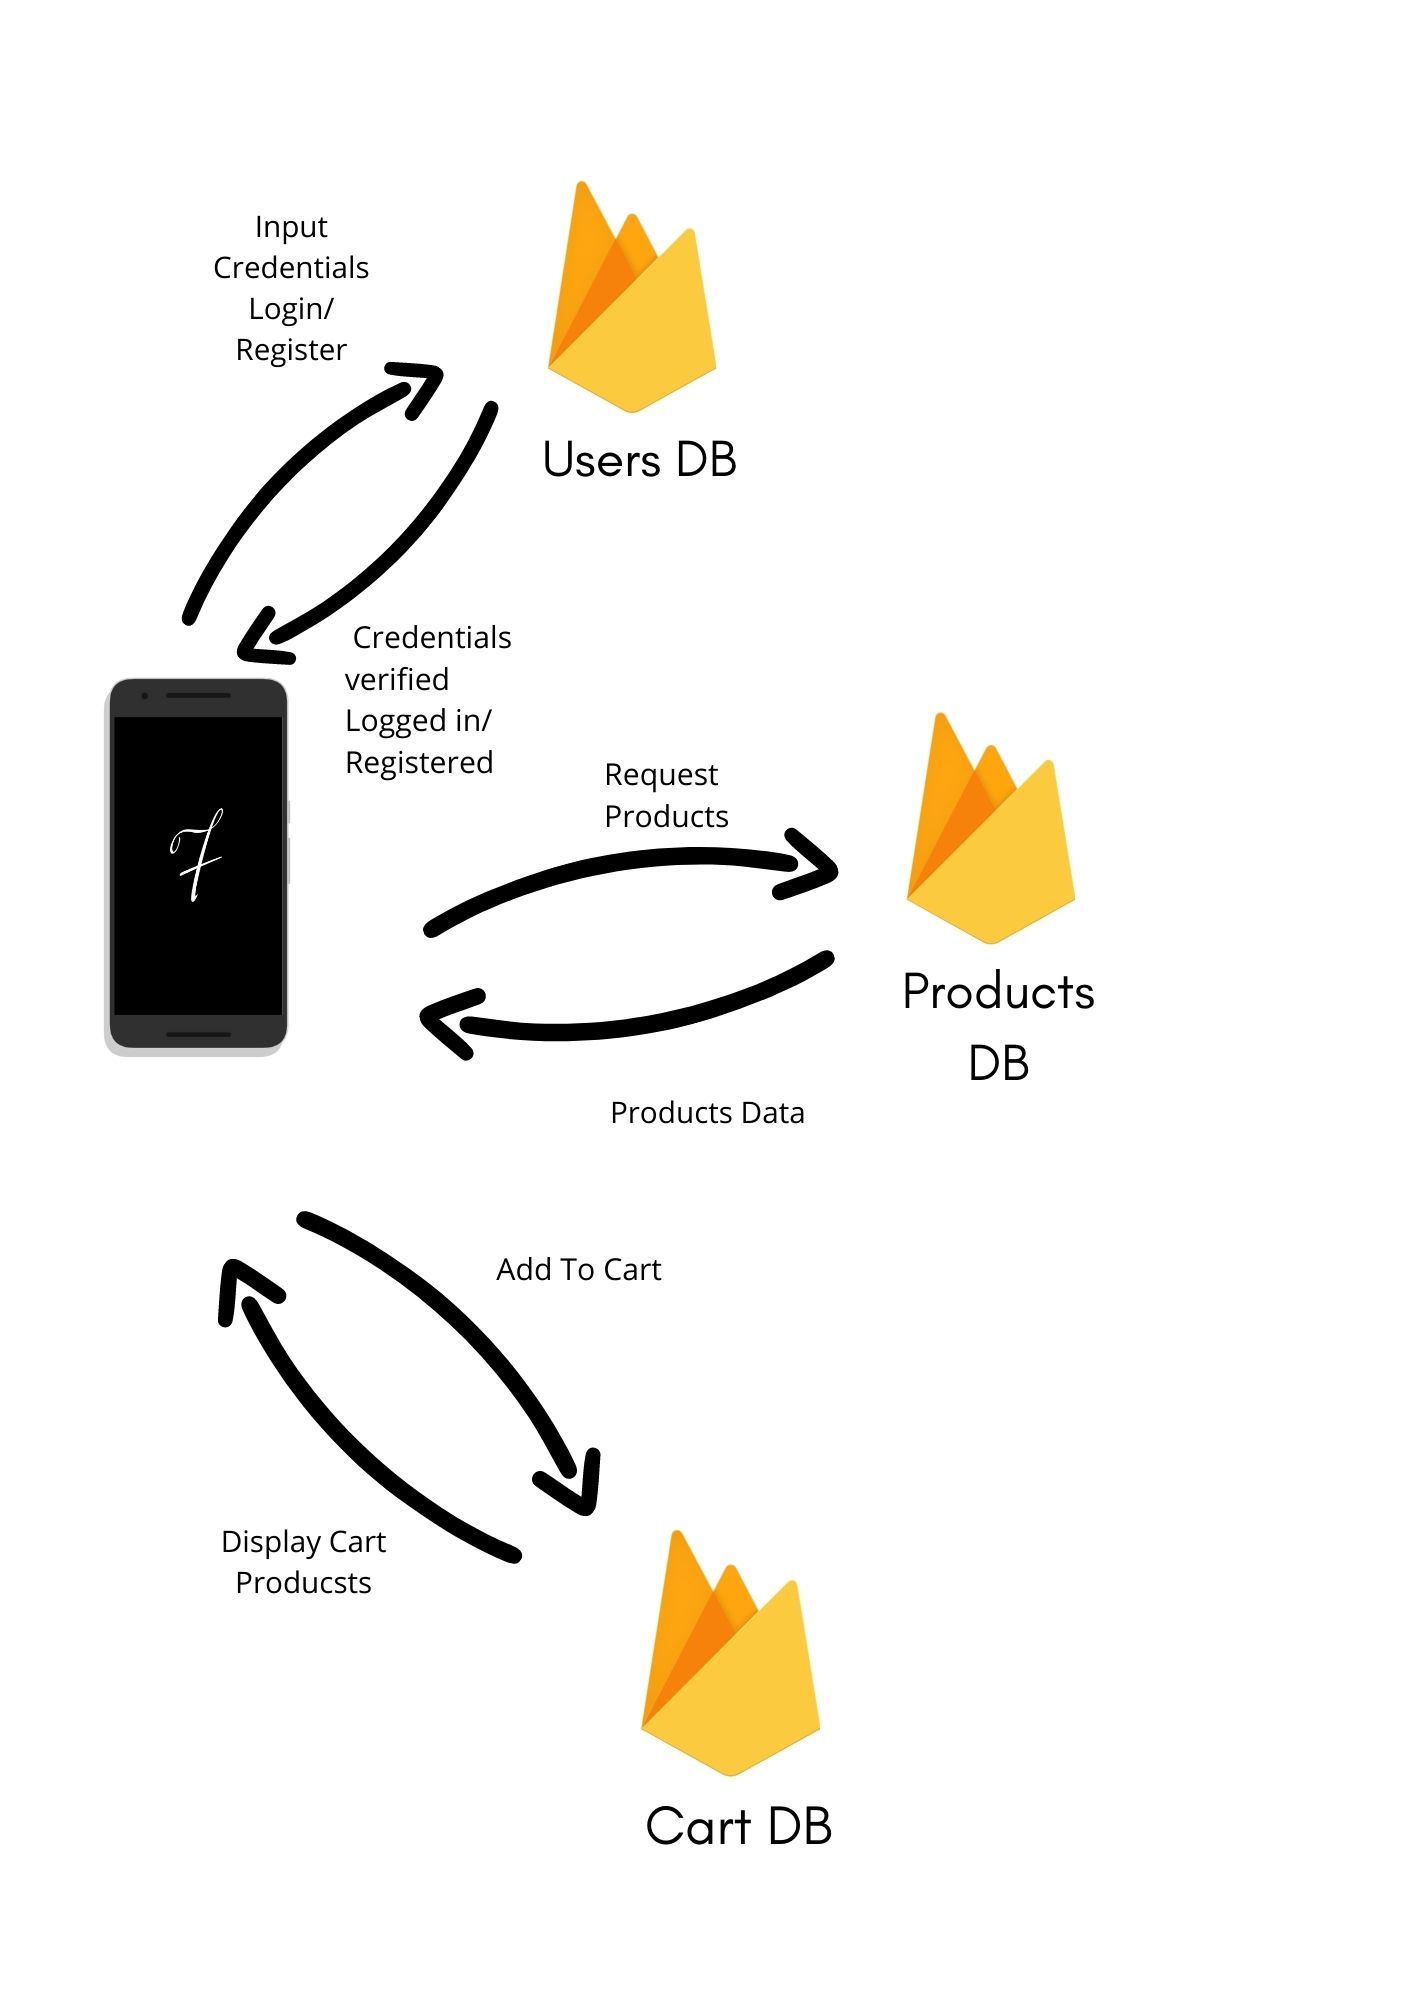 Input
Credentials
Login/
Register
Users DB
Credentials
verified
Logged in/
Registered
Request
Products
Products
DB
Products Data
Add To Cart
Display Cart
Producsts
Cart DB